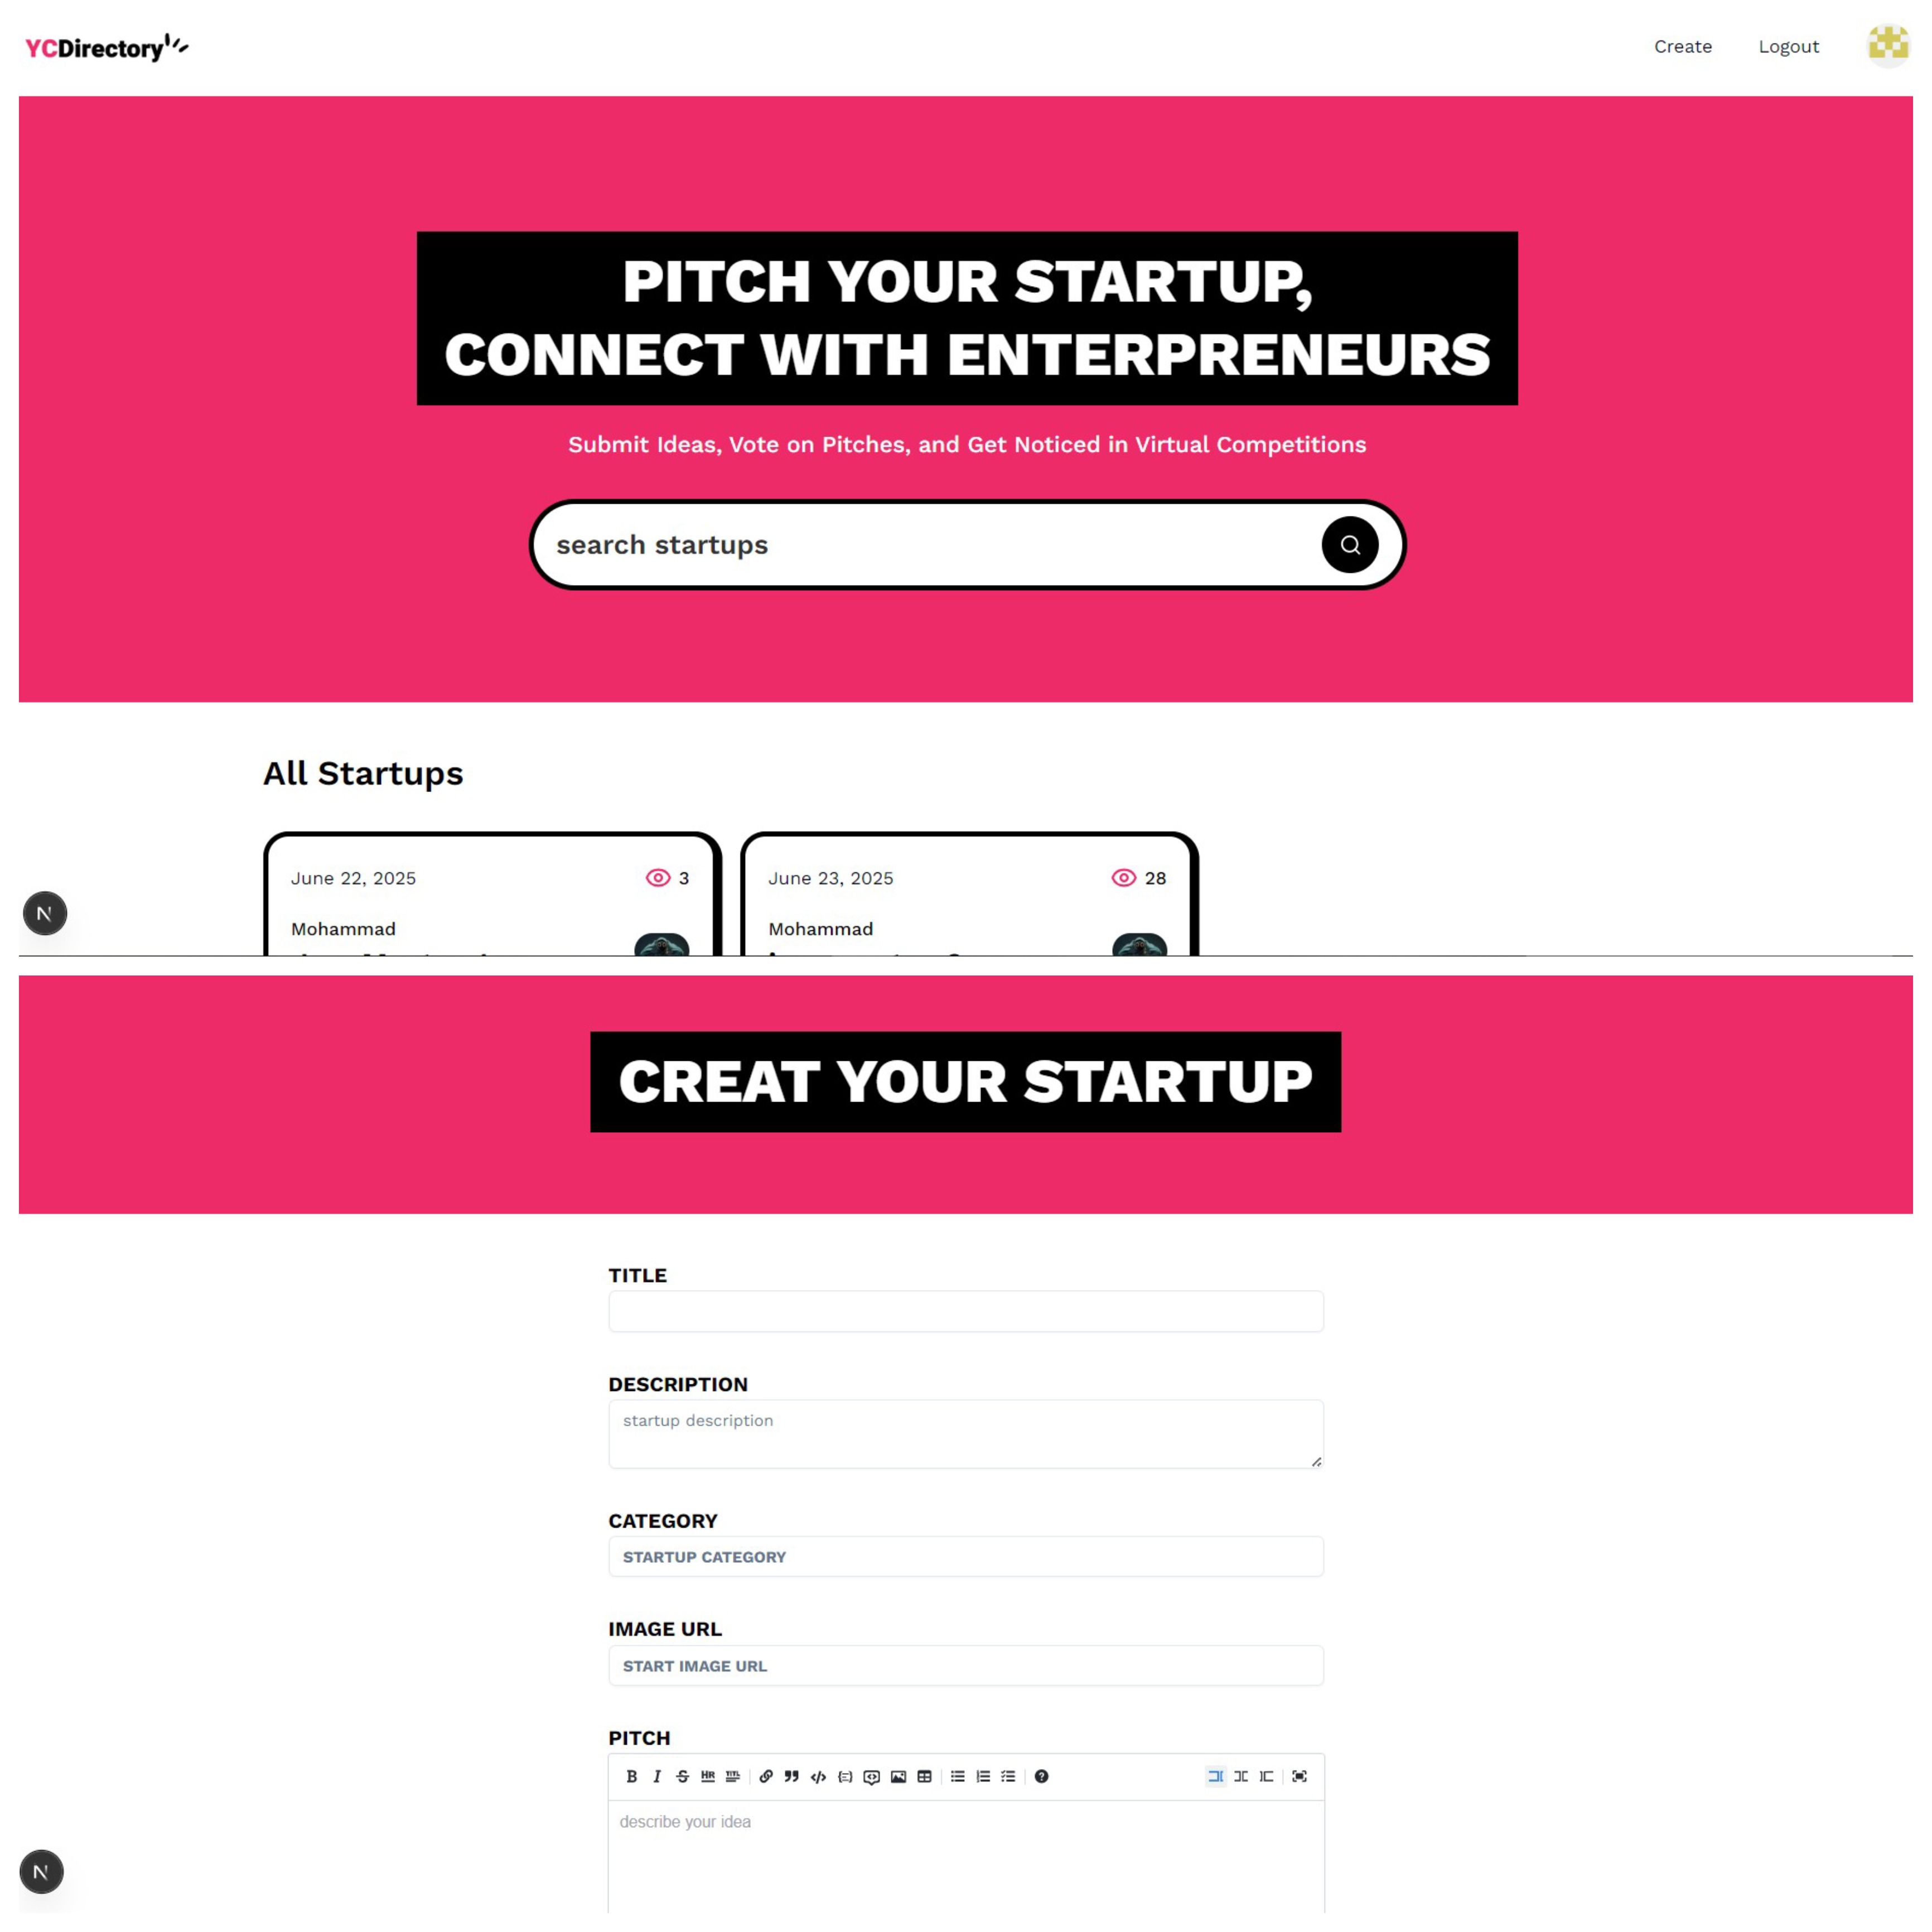 YCDirectory
Create
Logout
PITCH YOUR STARTUP,
CONNECT WITH ENTERPRENEURS
Submit Ideas, Vote on Pitches, and Get Noticed in Virtual Competitions
search startups
All Startups
June 22, 2025
3
Mohammad
June 23, 2025
28
Mohammad
N
CREAT YOUR STARTUP
TITLE
DESCRIPTION
startup description
CATEGORY
STARTUP CATEGORY
IMAGE URL
START IMAGE URL
PITCH
B I S HR TITL
describe your idea
N